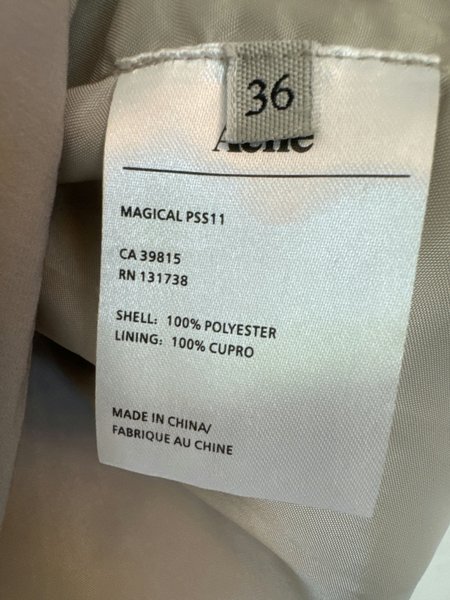 36
Acne
MAGICAL PSS11
CA 39815
RN 131738
SHELL: 100% POLYESTER
LINING: 100% CUPRO
MADE IN CHINA/
FABRIQUE AU CHINE